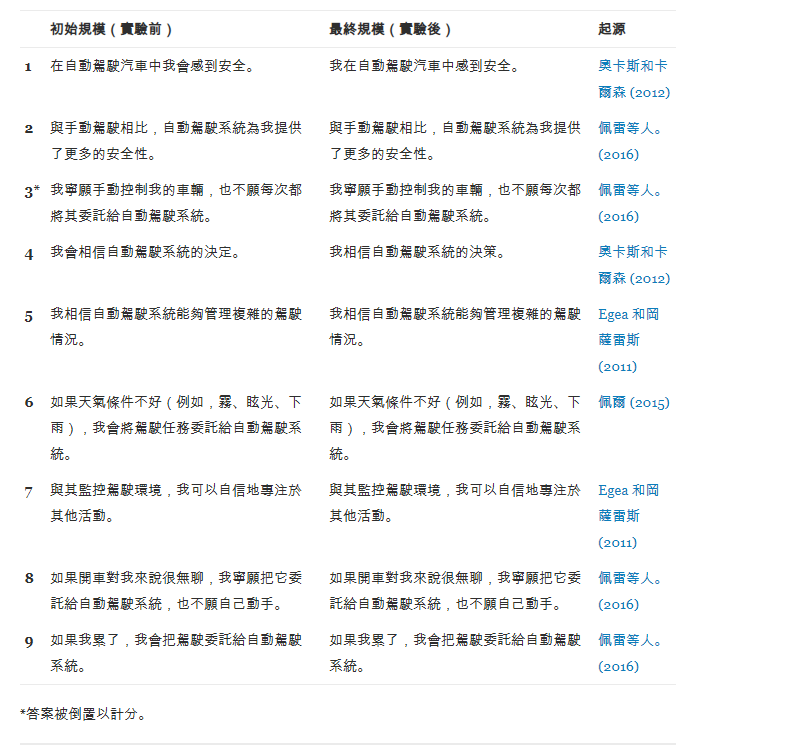 初始規模（實驗前） 最終規模（實驗後） 起源
1 在自動駕駛汽車中我會感到安全。 我在自動駕駛汽車中感到安全。 奧卡斯和卡
爾森 (2012)
2 與手動駕駛相比，自動駕駛系統為我提供 與手動駕駛相比，自動駕駛系統為我提供 佩雷等人。
了更多的安全性。 了更多的安全性。 (2016)
3* 我寧願手動控制我的車輛，也不願每次都 我寧願手動控制我的車輛，也不願每次都 佩雷等人。
將其委託給自動駕駛系統。 將其委託給自動駕駛系統。 (2016)
4 我會相信自動駕駛系統的決定。 我相信自動駕駛系統的決策。 奧卡斯和卡
爾森 (2012)
5 我相信自動駕駛系統能夠管理複雜的駕駛 我相信自動駕駛系統能夠管理複雜的駕駛 Egea 和岡
情況。 情況。 薩雷斯
(2011)
6 如果天氣條件不好（例如，霧、眩光、下 如果天氣條件不好（例如，霧、眩光、下 佩爾 (2015)
雨），我會將駕駛任務委託給自動駕駛系 雨），我會將駕駛任務委託給自動駕駛系
統。 統。
7 與其監控駕駛環境，我可以自信地專注於 與其監控駕駛環境，我可以自信地專注於 Egea 和岡
其他活動。 其他活動。 薩雷斯
(2011)
8 如果開車對我來說很無聊，我寧願把它委 如果開車對我來說很無聊，我寧願把它委 佩雷等人。
託給自動駕駛系統，也不願自己動手。 託給自動駕駛系統，也不願自己動手。 (2016)
9 如果我累了，我會把駕駛委託給自動駕駛 如果我累了，我會把駕駛委託給自動駕駛 佩雷等人。
系統。 系統。 (2016)
*答案被倒置以計分。